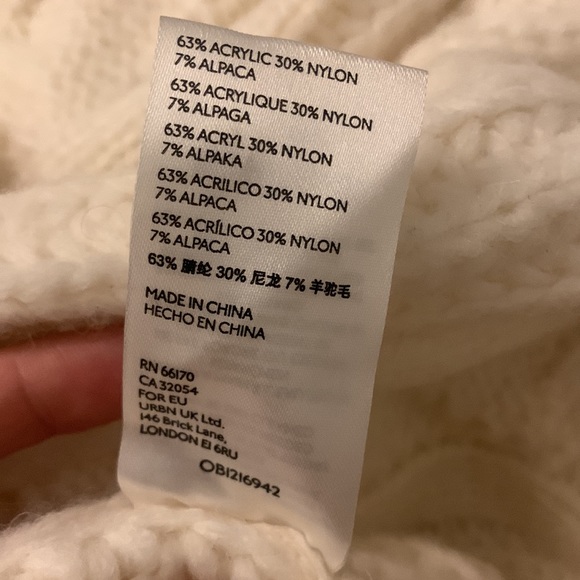 63% ACRYLIC 30% NYLON
7% ALPACA
63% ACRYLIQUE 30% NYLON
7% ALPAGA
63% ACRYL 30% NYLON
7% ALPAKA
63% ACRILICO 30% NYLON
7% ALPACA
63% ACRÍLICO 30% NYLON
7% ALPACA
63% 腈纶 30% 尼龙 7% 羊驼毛
MADE IN CHINA
HECHO EN CHINA
RN 66170
CA 32054
FOR EU
URBN UK Ltd.
146 Brick Lane,
LONDON E1 6RU
OB1216942